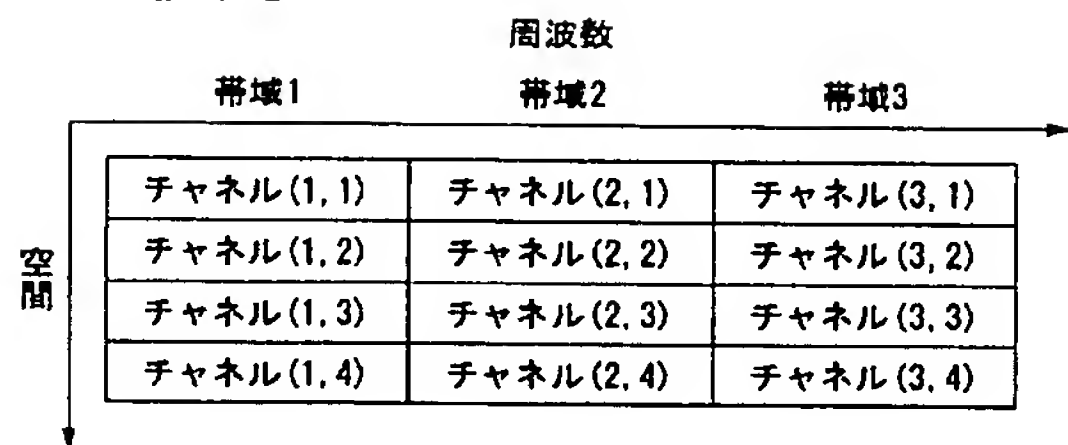 周波数
帯域1 帯域2 帯域3
チャネル(1, 1) チャネル(2, 1) チャネル(3, 1)
チャネル(1, 2) チャネル(2, 2) チャネル(3, 2)
空間
チャネル(1, 3) チャネル(2, 3) チャネル(3, 3)
チャネル(1, 4) チャネル(2, 4) チャネル(3, 4)